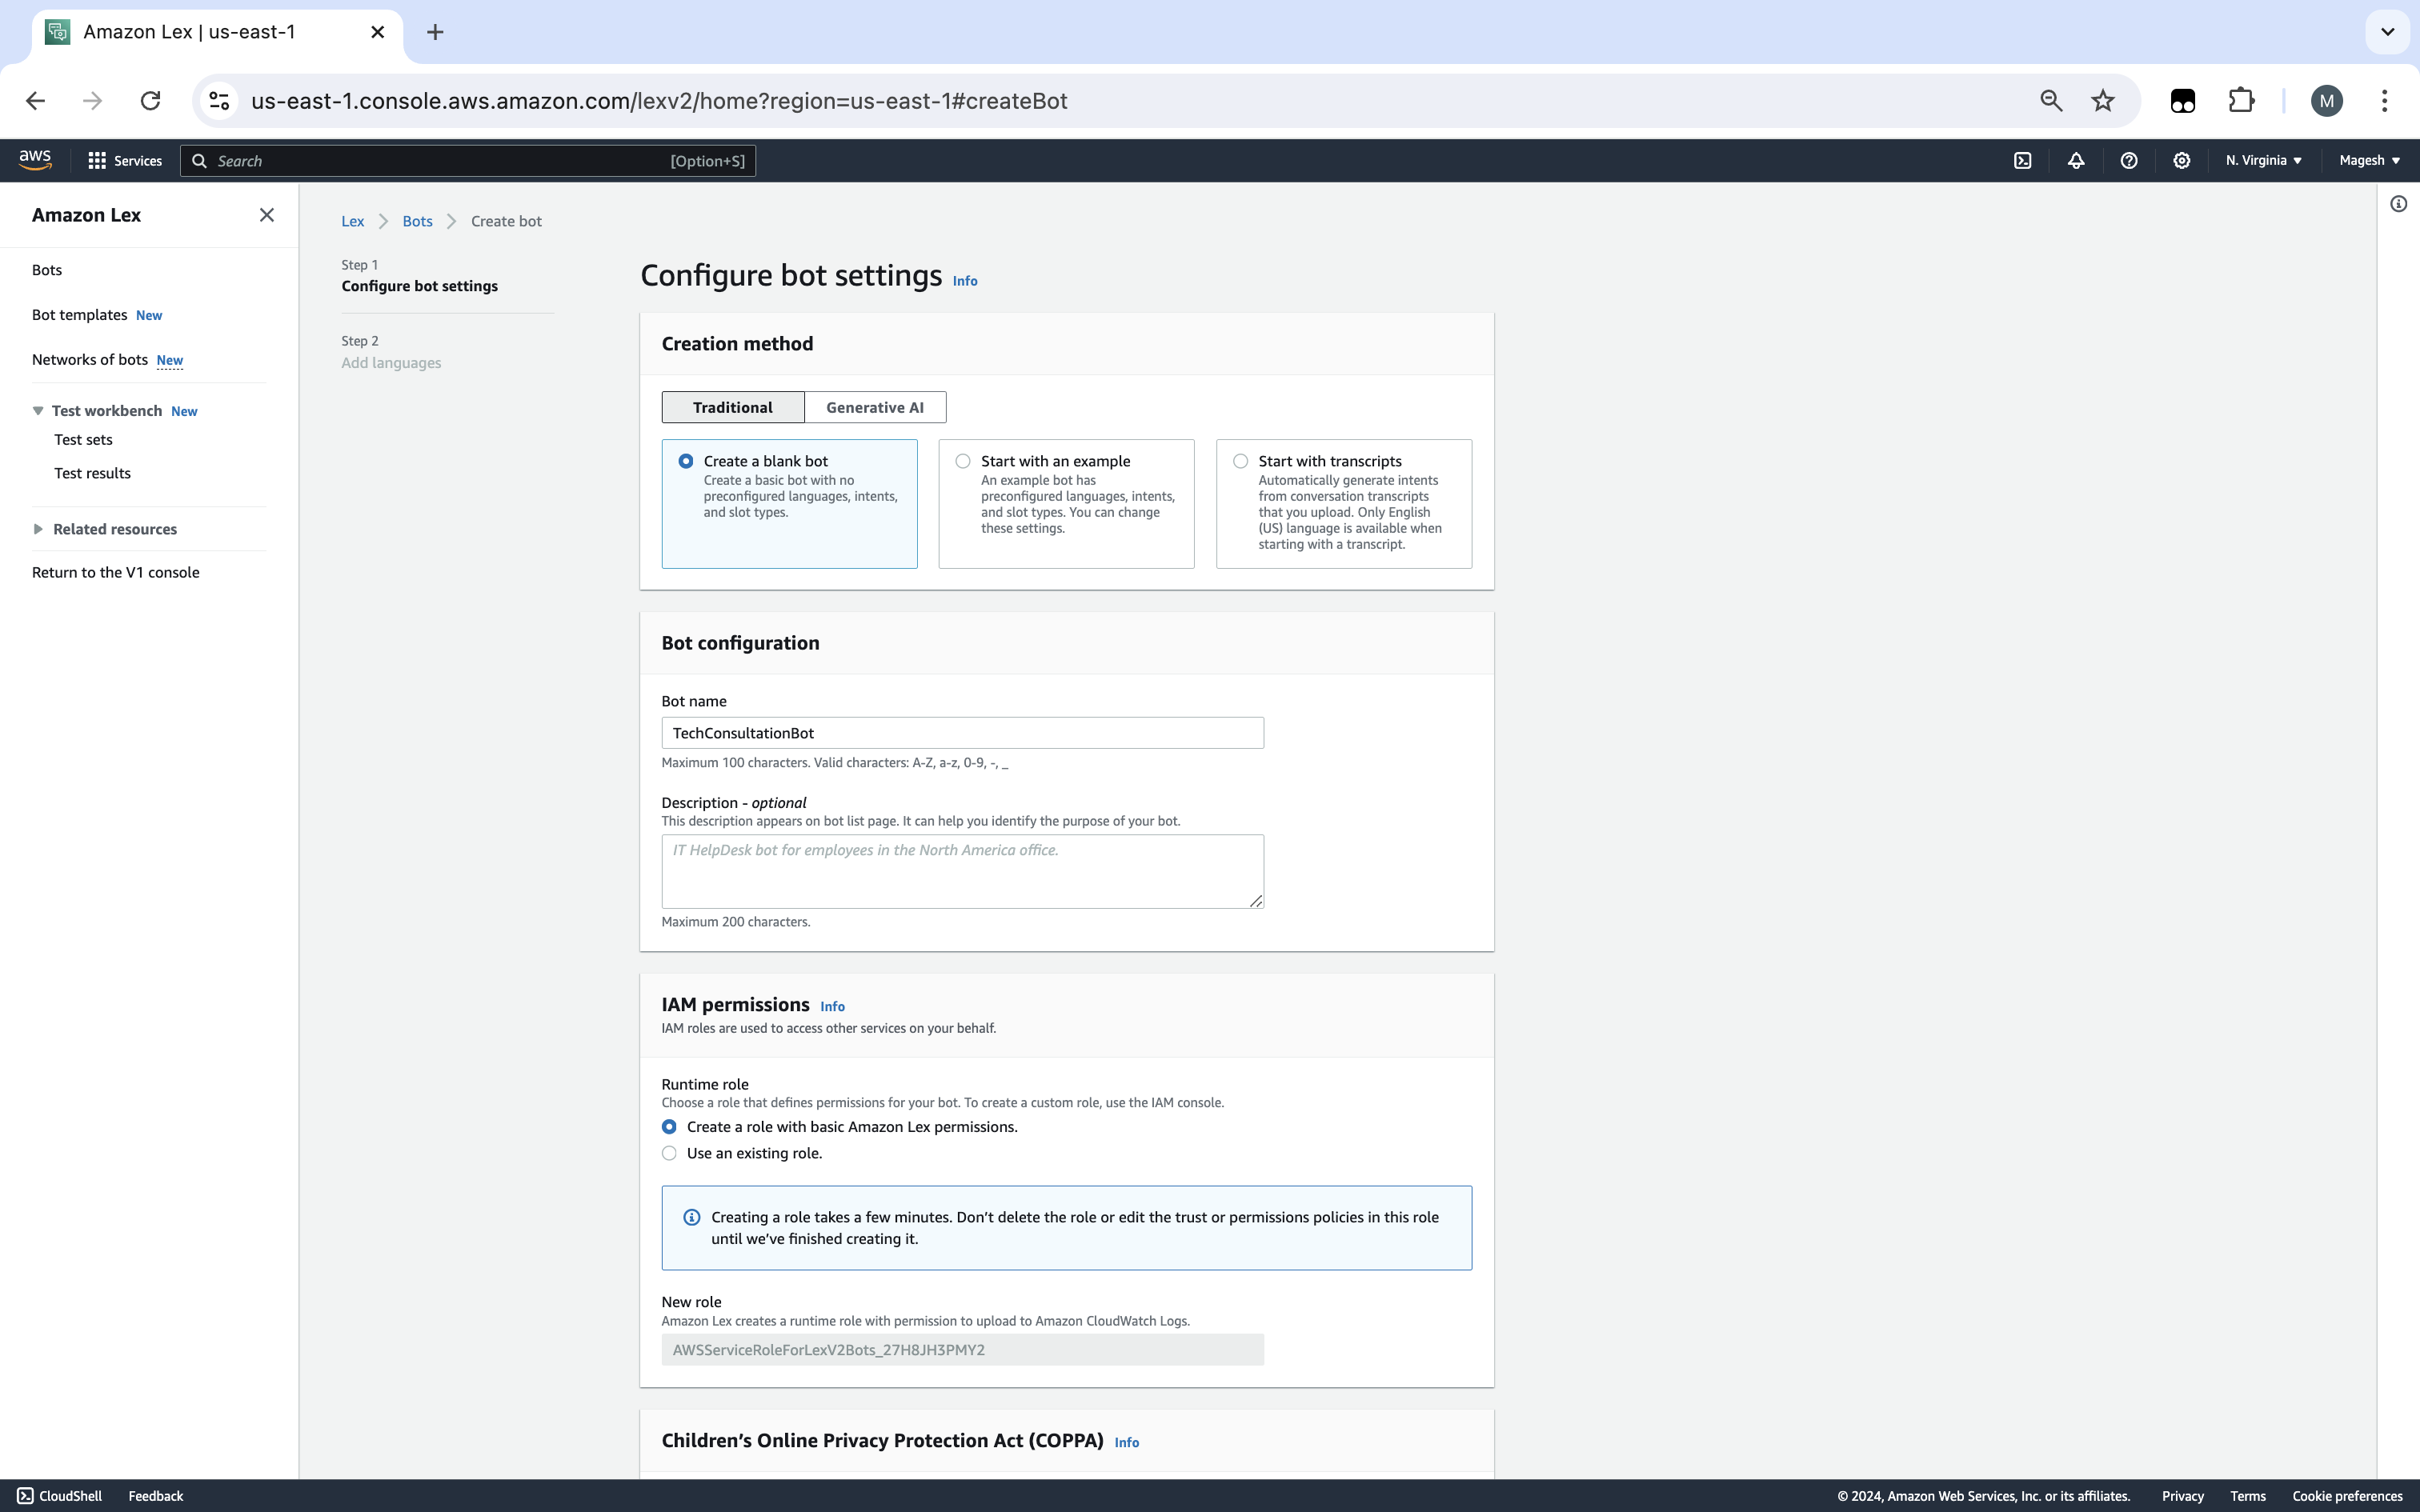 Amazon Lex | us-east-1
us-east-1.console.aws.amazon.com/lexv2/home?region=us-east-1#createBot
M
aws
Services
Search
[Option+S]
N. Virginia
Magesh
Amazon Lex
Bots
Bot templates New
Networks of bots New
Test workbench New
Test sets
Test results
Related resources
Return to the V1 console
Lex
Bots
Create bot
Step 1
Configure bot settings
Step 2
Add languages
Configure bot settings Info
Creation method
Traditional
Generative AI
Create a blank bot
Create a basic bot with no
preconfigured languages, intents,
and slot types.
Start with an example
An example bot has
preconfigured languages, intents,
and slot types. You can change
these settings.
Start with transcripts
Automatically generate intents
from conversation transcripts
that you upload. Only English
(US) language is available when
starting with a transcript.
Bot configuration
Bot name
TechConsultationBot
Maximum 100 characters. Valid characters: A-Z, a-z, 0-9, -, _
Description - optional
This description appears on bot list page. It can help you identify the purpose of your bot.
IT HelpDesk bot for employees in the North America office.
Maximum 200 characters.
IAM permissions Info
IAM roles are used to access other services on your behalf.
Runtime role
Choose a role that defines permissions for your bot. To create a custom role, use the IAM console.
Create a role with basic Amazon Lex permissions.
Use an existing role.
Creating a role takes a few minutes. Don’t delete the role or edit the trust or permissions policies in this role
until we’ve finished creating it.
New role
Amazon Lex creates a runtime role with permission to upload to Amazon CloudWatch Logs.
AWSServiceRoleForLexV2Bots_27H8JH3PMY2
Children’s Online Privacy Protection Act (COPPA) Info
CloudShell
Feedback
© 2024, Amazon Web Services, Inc. or its affiliates.
Privacy
Terms
Cookie preferences